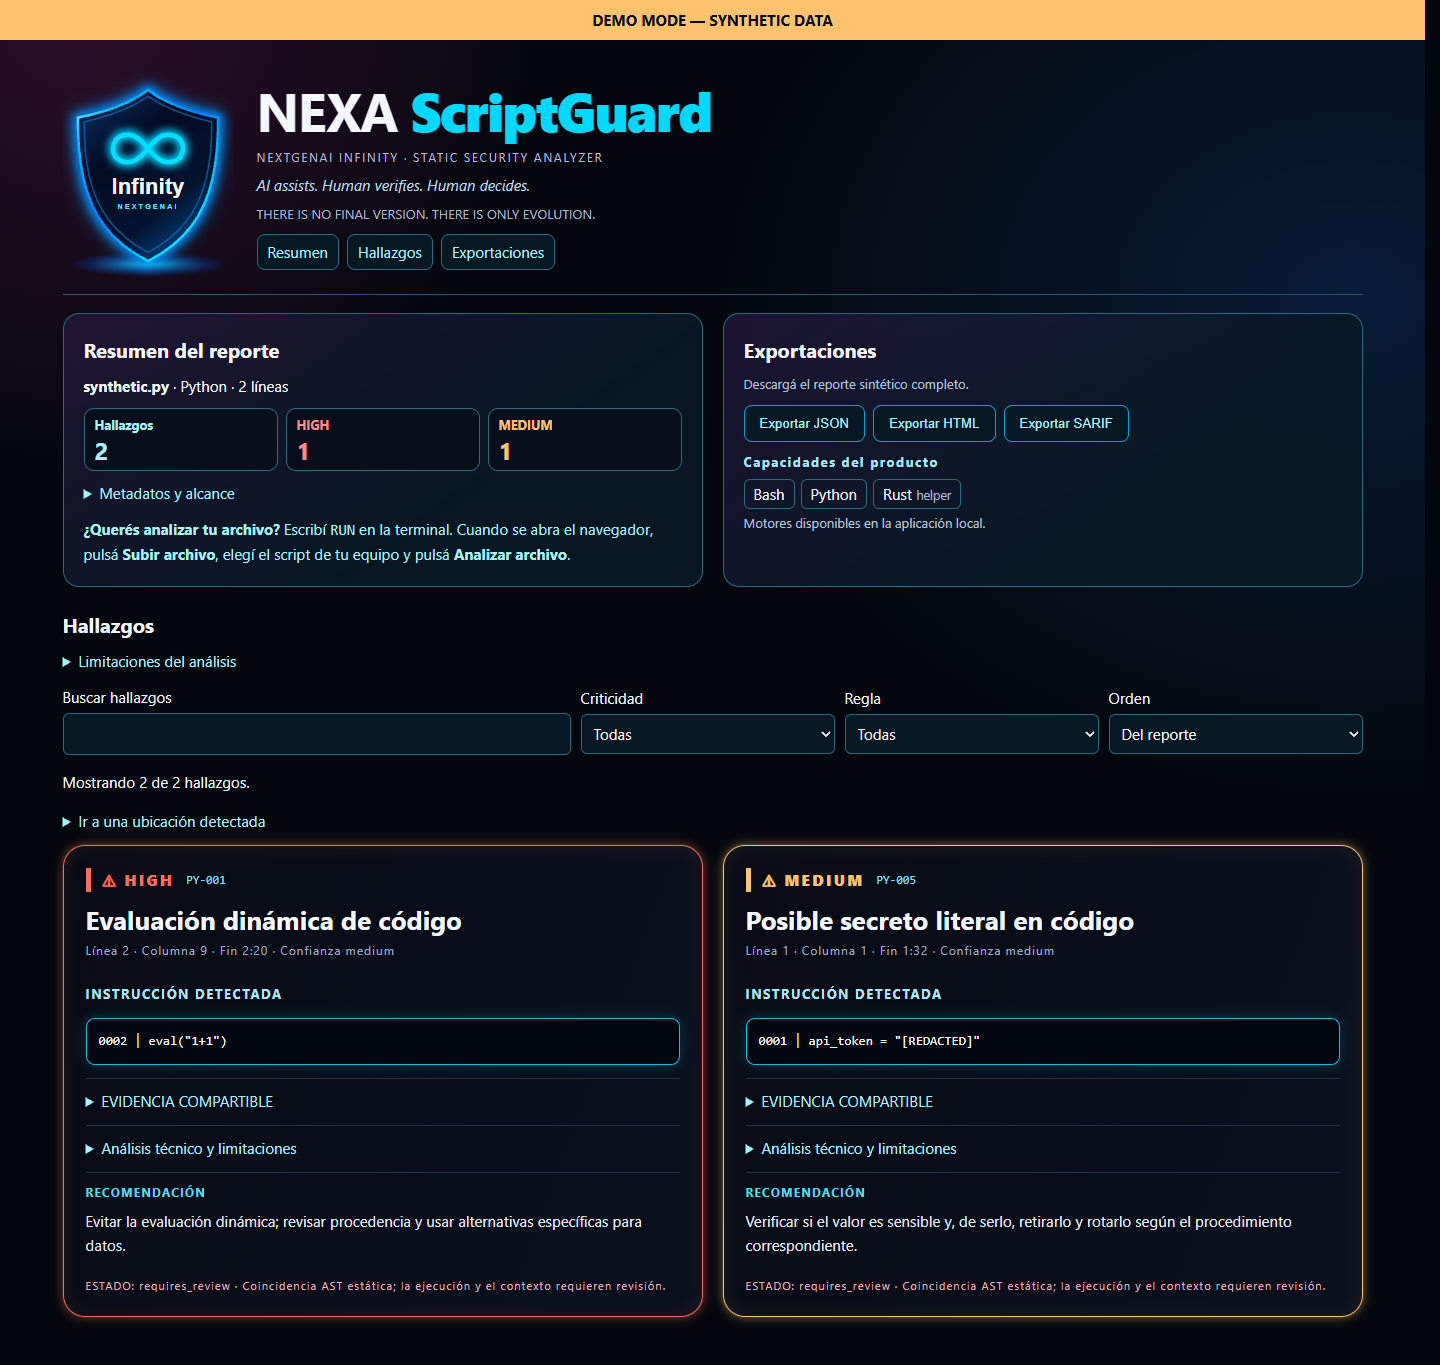 DEMO MODE — SYNTHETIC DATA
Infinity
NEXTGENAI
NEXA ScriptGuard
NEXTGENAI INFINITY · STATIC SECURITY ANALYZER
AI assists. Human verifies. Human decides.
THERE IS NO FINAL VERSION. THERE IS ONLY EVOLUTION.
Resumen Hallazgos Exportaciones
Resumen del reporte
synthetic.py · Python · 2 líneas
Hallazgos HIGH MEDIUM
2 1 1
▶ Metadatos y alcance
¿Querés analizar tu archivo? Escribí RUN en la terminal. Cuando se abra el navegador,
pulsá Subir archivo, elegí el script de tu equipo y pulsá Analizar archivo.
Exportaciones
Descargá el reporte sintético completo.
Exportar JSON Exportar HTML Exportar SARIF
Capacidades del producto
Bash Python Rust helper
Motores disponibles en la aplicación local.
Hallazgos
▶ Limitaciones del análisis
Buscar hallazgos Criticidad Regla Orden
Todas Todas Del reporte
Mostrando 2 de 2 hallazgos.
▶ Ir a una ubicación detectada
⚠ HIGH PY-001
Evaluación dinámica de código
Línea 2 · Columna 9 · Fin 2:20 · Confianza medium
INSTRUCCIÓN DETECTADA
0002 │ eval("1+1")
▶ EVIDENCIA COMPARTIBLE
▶ Análisis técnico y limitaciones
RECOMENDACIÓN
Evitar la evaluación dinámica; revisar procedencia y usar alternativas específicas para
datos.
ESTADO: requires_review · Coincidencia AST estática; la ejecución y el contexto requieren revisión.
⚠ MEDIUM PY-005
Posible secreto literal en código
Línea 1 · Columna 1 · Fin 1:32 · Confianza medium
INSTRUCCIÓN DETECTADA
0001 │ api_token = "[REDACTED]"
▶ EVIDENCIA COMPARTIBLE
▶ Análisis técnico y limitaciones
RECOMENDACIÓN
Verificar si el valor es sensible y, de serlo, retirarlo y rotarlo según el procedimiento
correspondiente.
ESTADO: requires_review · Coincidencia AST estática; la ejecución y el contexto requieren revisión.